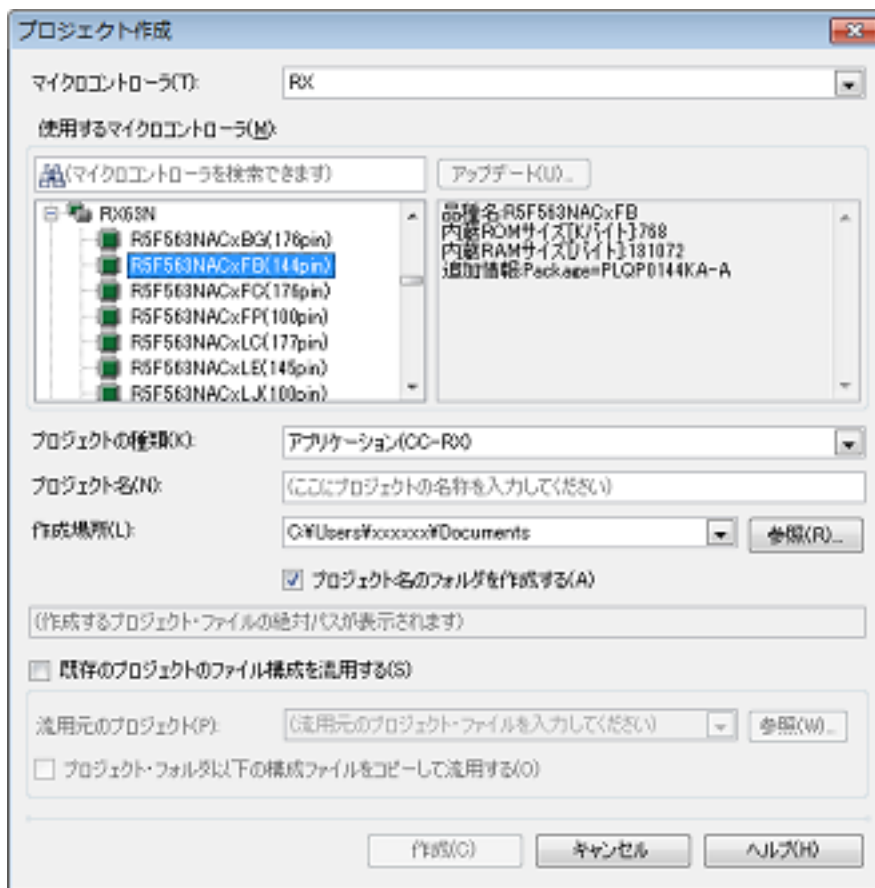 プロジェクト作成
マイクロコントローラ(T): RX
使用するマイクロコントローラ(M):
(マイクロコントローラを検索できます) アップデート(U)...
RX63N
R5F563NACxBG(176pin)
R5F563NACxFB(144pin)
R5F563NACxFC(176pin)
R5F563NACxFP(100pin)
R5F563NACxLC(177pin)
R5F563NACxLE(145pin)
R5F563NACxLJ(100pin)
品種名:R5F563NACxFB
内蔵ROMサイズ[Kバイト]:768
内蔵RAMサイズ[バイト]:131072
追加情報:Package=PLQP0144KA-A
プロジェクトの種類(K): アプリケーション(CC-RX)
プロジェクト名(N): (ここにプロジェクトの名称を入力してください)
作成場所(L): C:¥Users¥xxxxxx¥Documents 参照(R)...
プロジェクト名のフォルダを作成する(A)
(作成するプロジェクト・ファイルの絶対パスが表示されます)
既存のプロジェクトのファイル構成を流用する(S)
流用元のプロジェクト(P): (流用元のプロジェクト・ファイルを入力してください) 参照(W)...
プロジェクト・フォルダ以下の構成ファイルをコピーして流用する(O)
作成(C) キャンセル ヘルプ(H)